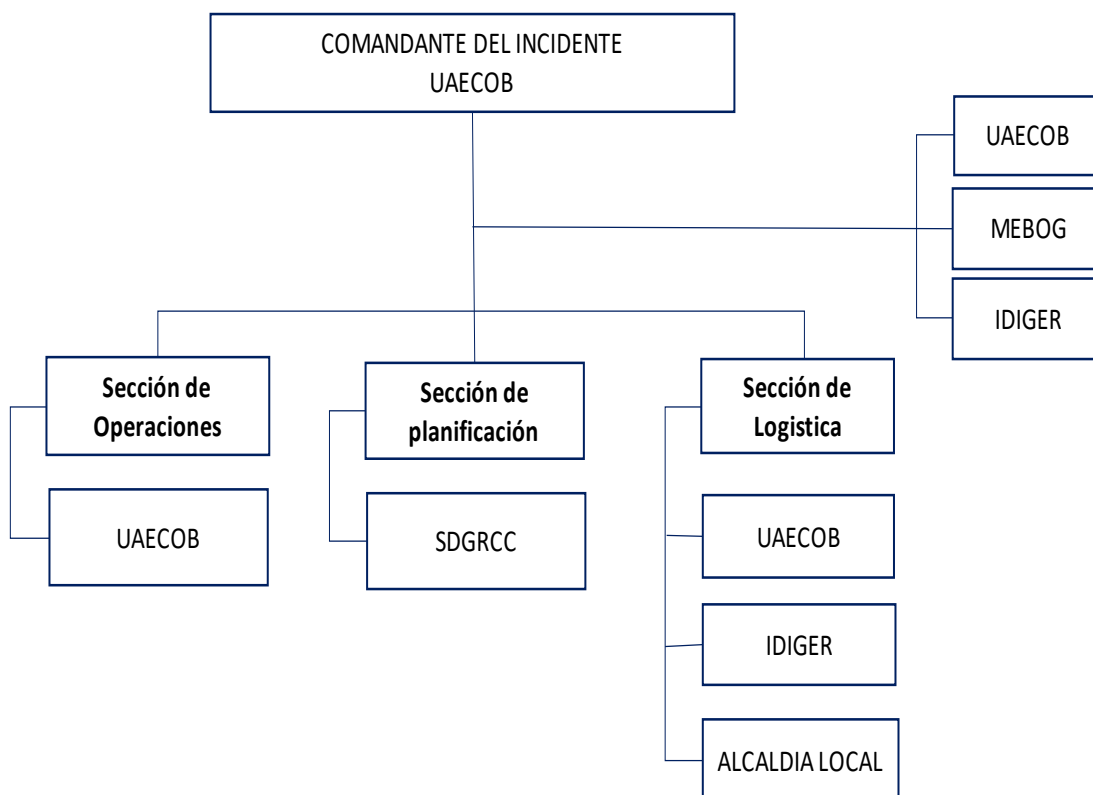 COMANDANTE DEL INCIDENTE
UAECOB
UAECOB
MEBOG
IDIGER
Sección de
Operaciones
UAECOB
Sección de
planificación
SDGRCC
Sección de
Logistica
UAECOB
IDIGER
ALCALDIA LOCAL